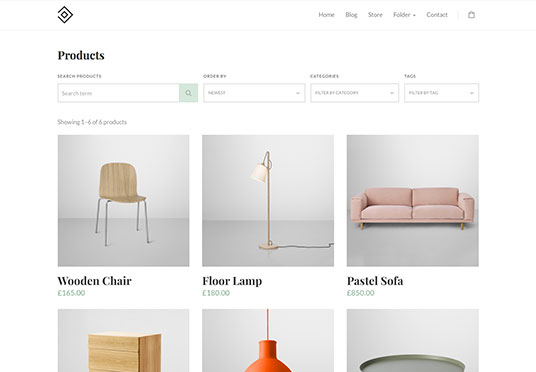 Home Blog Store Folder Contact
Products
SEARCH PRODUCTS ORDER BY CATEGORIES TAGS
Search term NEWEST FILTER BY CATEGORY FILTER BY TAG
Showing 1–6 of 6 products
Wooden Chair Floor Lamp Pastel Sofa
£165.00 £180.00 £850.00